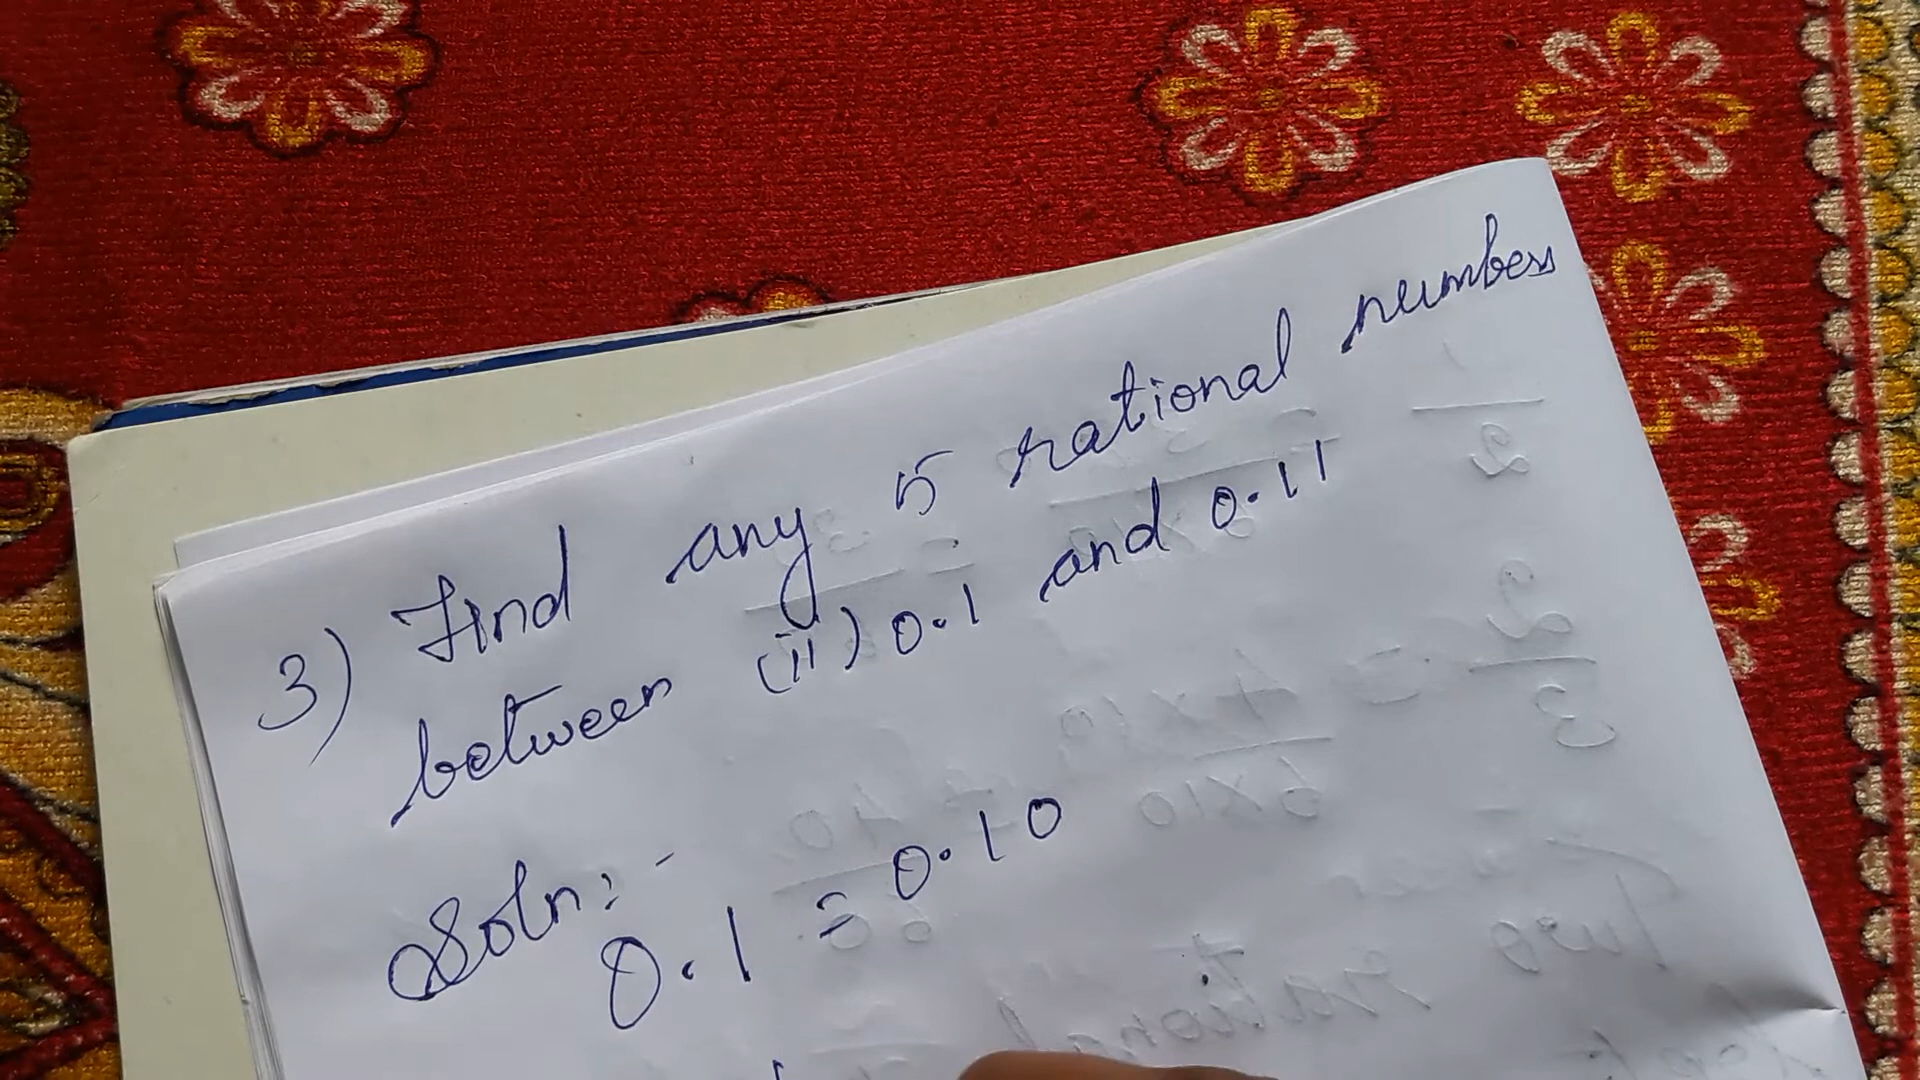 3) Find any 5 rational numbers
between (ii) 0.1 and 0.11
Soln:-
0.1 = 0.10